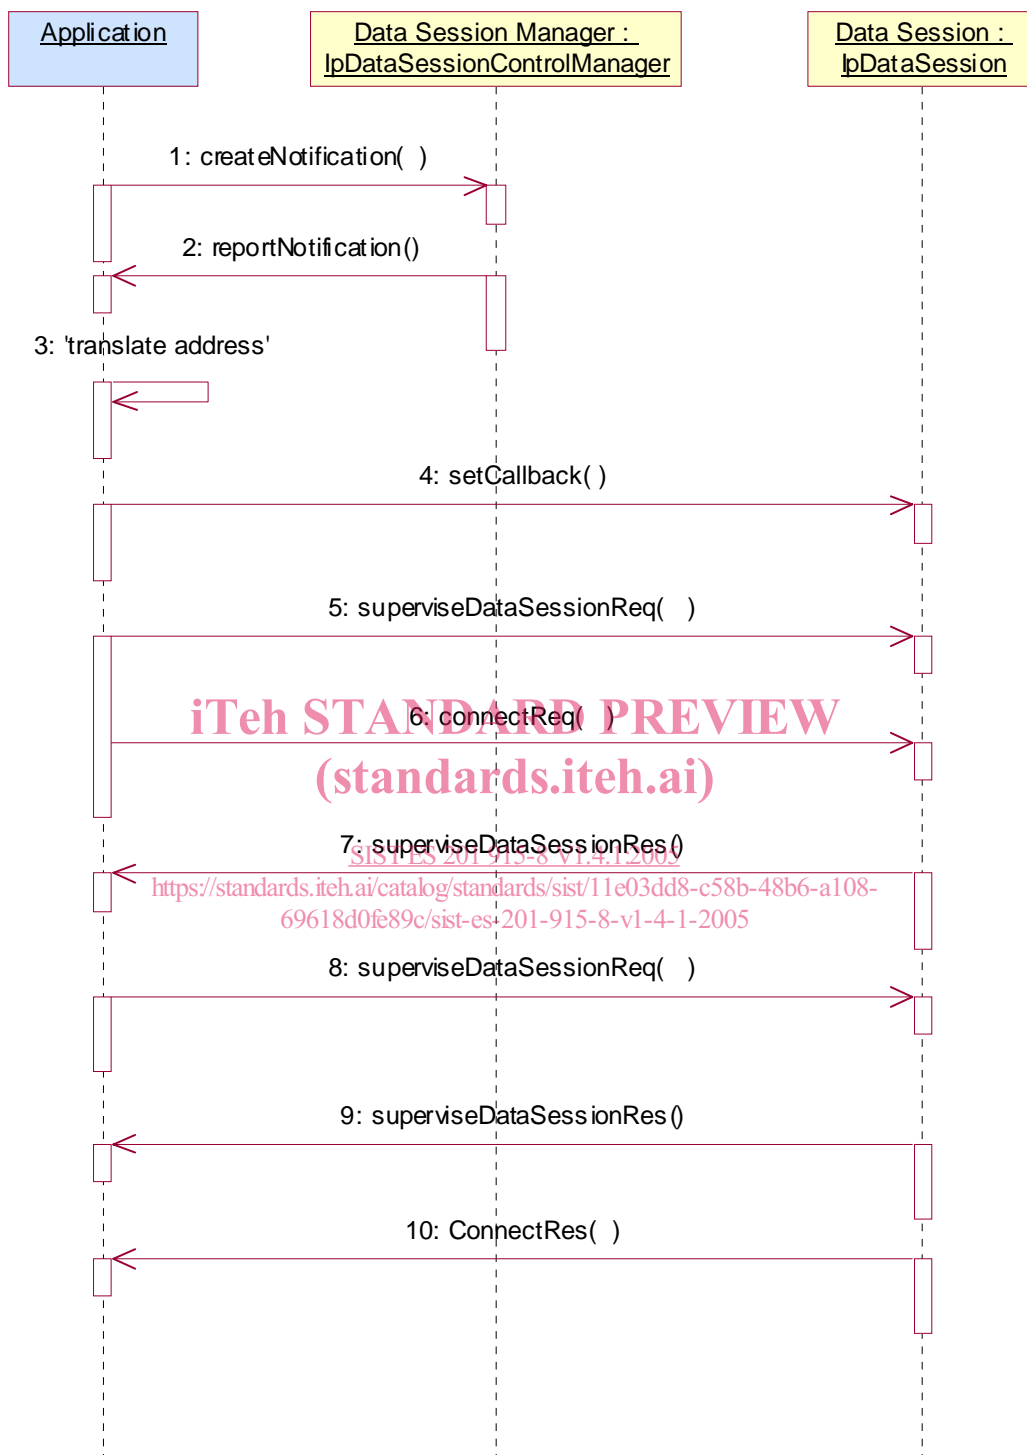 Application
Data Session Manager :
IpDataSessionControlManager
Data Session :
IpDataSession
1: createNotification( )
2: reportNotification()
3: 'translate address'
4: setCallback( )
5: superviseDataSessionReq( )
iTeh STANDARD PREVIEW
6: connectReq( )
(standards.iteh.ai)
7: superviseDataSessionRes()
SIST ES 201 915-8 V1.4.1:2005
https://standards.iteh.ai/catalog/standards/sist/11e03dd8-c58b-48b6-a108-
69618d0fe89c/sist-es-201-915-8-v1-4-1-2005
8: superviseDataSessionReq( )
9: superviseDataSessionRes()
10: ConnectRes( )